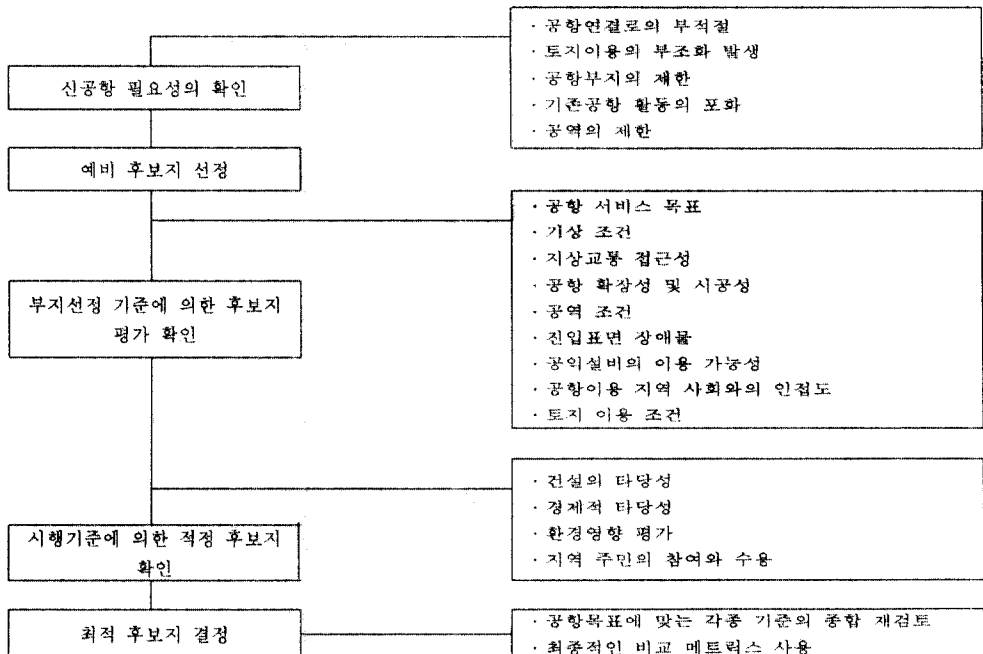 · 공항연결로의 부적절
· 토지이용의 부조화 발생
· 공항부지의 제한
· 기존공항 활동의 포화
· 공역의 제한
신공항 필요성의 확인
예비 후보지 선정
· 공항 서비스 목표
· 기상 조건
· 지상교통 접근성
· 공항 확장성 및 시공성
· 공역 조건
· 진입표면 장애물
· 공익설비의 이용 가능성
· 공항이용 지역 사회와의 인접도
· 토지 이용 조건
부지선정 기준에 의한 후보지
평가 확인
· 건설의 타당성
· 경제적 타당성
· 환경영향 평가
· 지역 주민의 참여와 수용
시행기준에 의한 적정 후보지
확인
최적 후보지 결정
· 공항목표에 맞는 각종 기준의 종합 재검토
· 최종적인 비교 메트릭스 사용